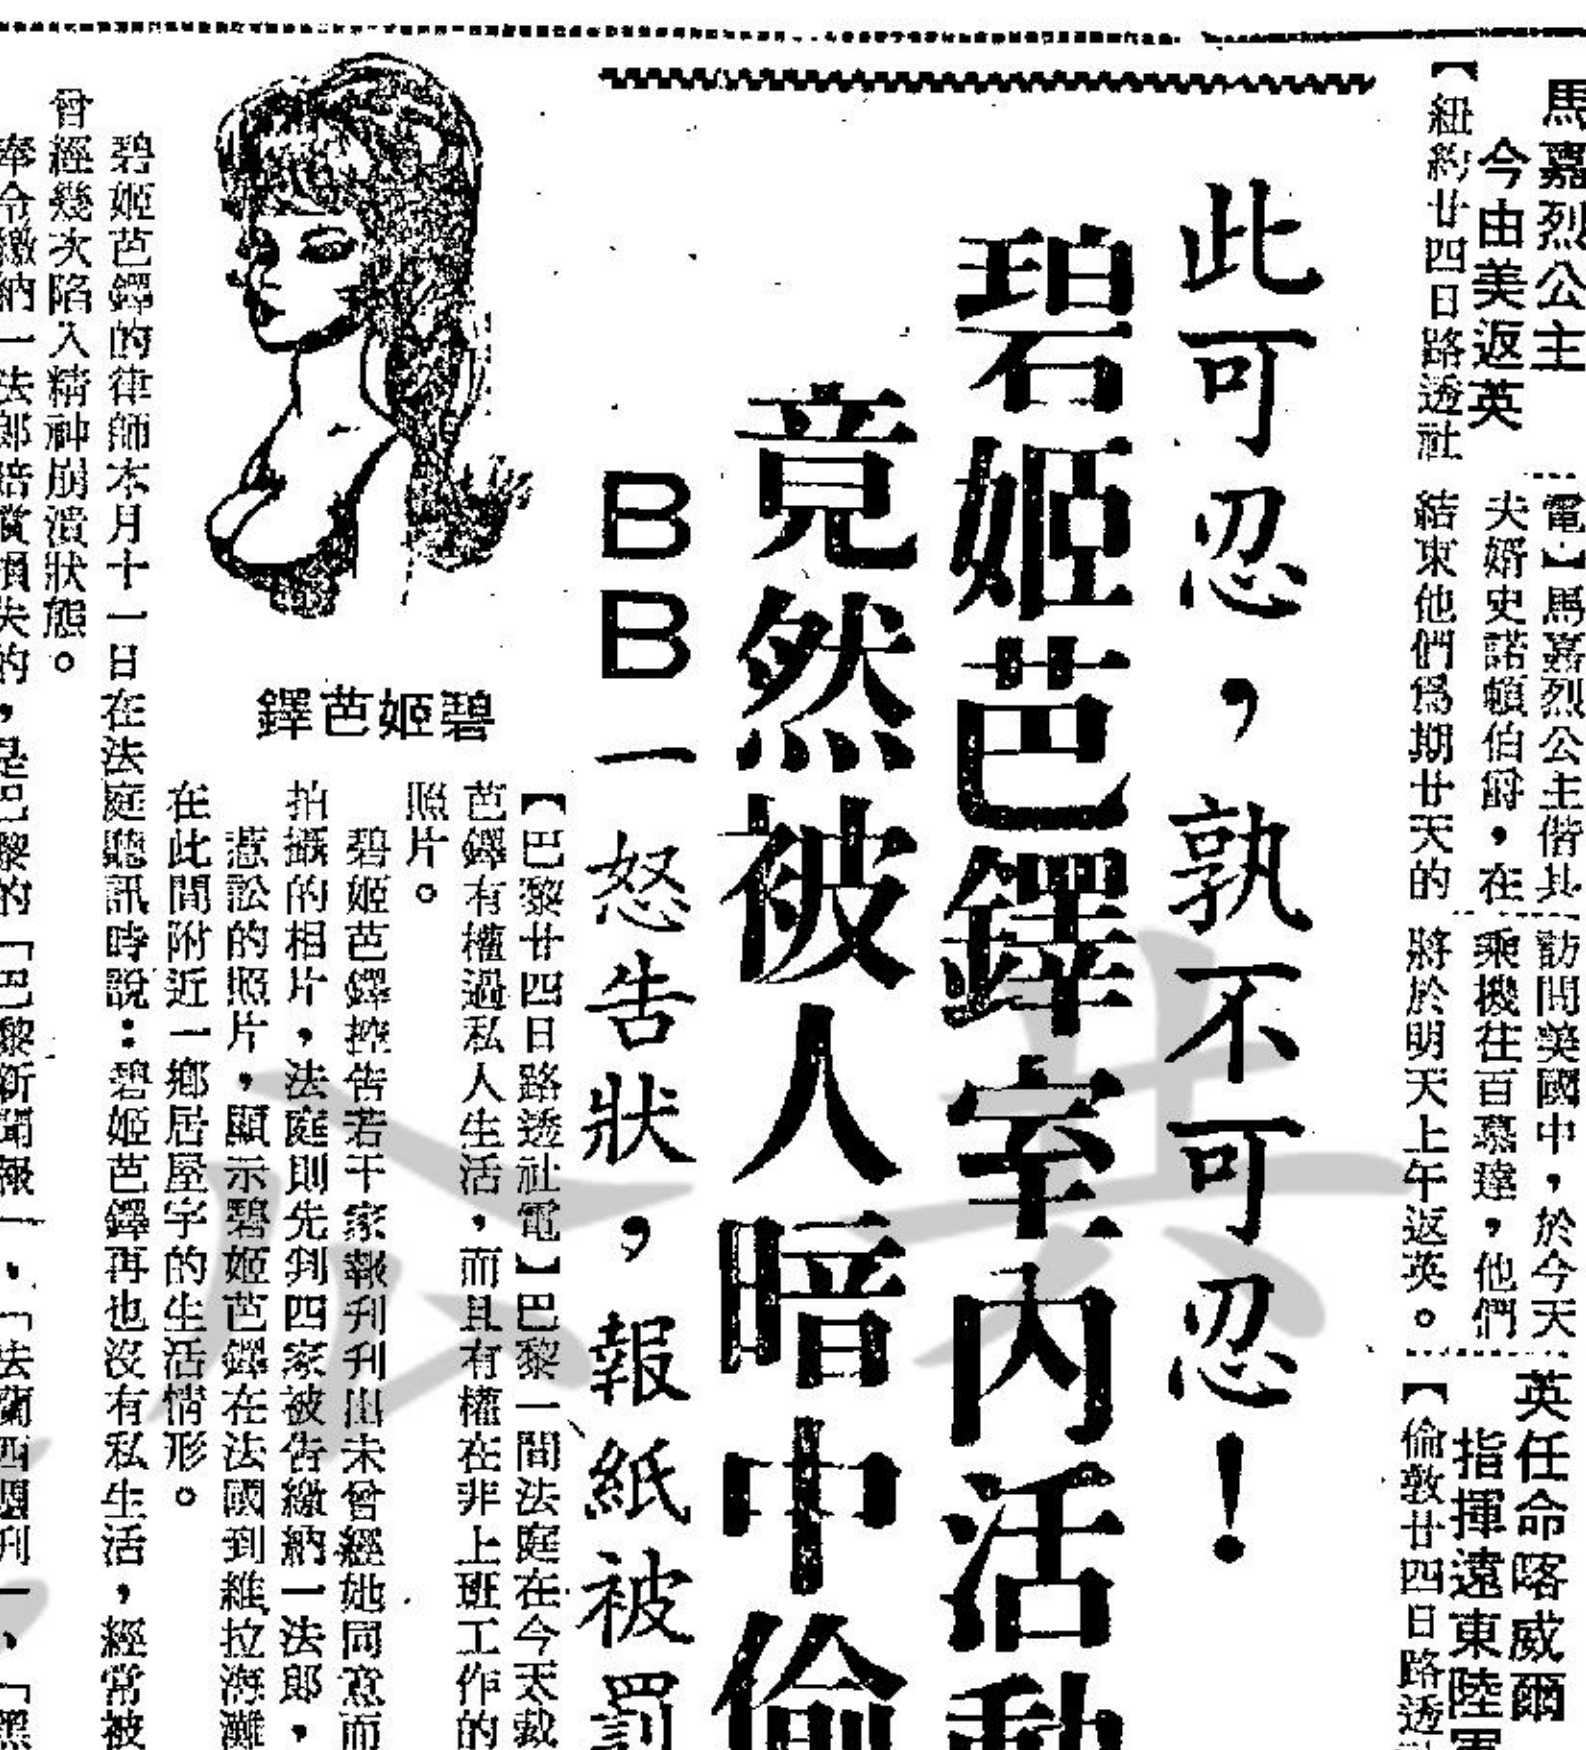 馬嘉烈公主
今由美返英
【紐約廿四日路透社
電】馬嘉烈公主偕其
夫婿史諾頓伯爵，在
結束他們爲期廿天的
訪問美國中，於今天
乘機往百慕達，他們
將於明天上午返英。
英任命喀威爾
指揮遠東陸軍
【倫敦廿四日路透
此可忍，孰不可忍！
碧姬芭鐸室內活動
竟然被人暗中偷
BB一怒告狀，報紙被罰
碧姬芭鐸
【巴黎廿四日路透社電】巴黎一間法庭在今天裁
芭鐸有權過私人生活，而且有權在非上班工作的
照片。
碧姬芭鐸控告若干家報刋刋出未曾經她同意而
拍攝的相片，法庭則先判四家被告繳納一法郎，
惹訟的照片，顯示碧姬芭鐸在法國到維拉海灘
在此間附近一鄉居屋宇的生活情形。
碧姬芭鐸的律師本月十一日在法庭聽訊時說：碧姬芭鐸再也沒有私生活，經常被
曾經幾次陷入精神崩潰狀態。
奉令繳納一法郎賠償損失的，是巴黎的「巴黎新聞報」，「法蘭西週刋」，「黑
公共